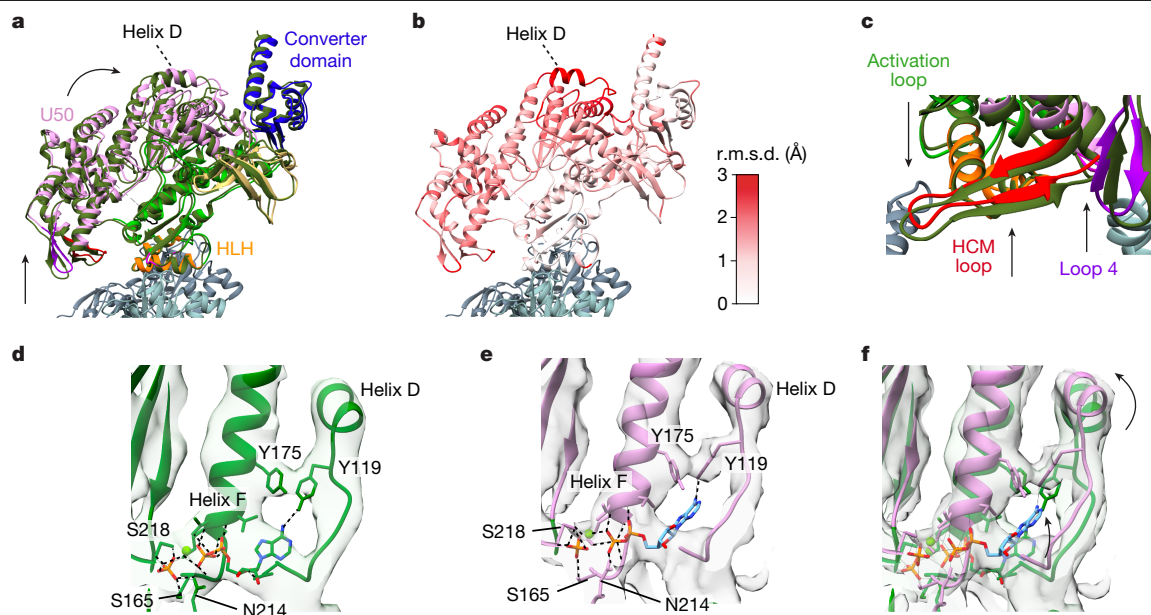 a
Helix D
Converter
domain
U50
HLH
b
Helix D
r.m.s.d. (Å)
3
2
1
0
c
Activation
loop
HCM
loop
Loop 4
d
Helix D
Y175
Y119
Helix F
S218
S165
N214
e
Helix D
Y175
Y119
Helix F
S218
S165
N214
f